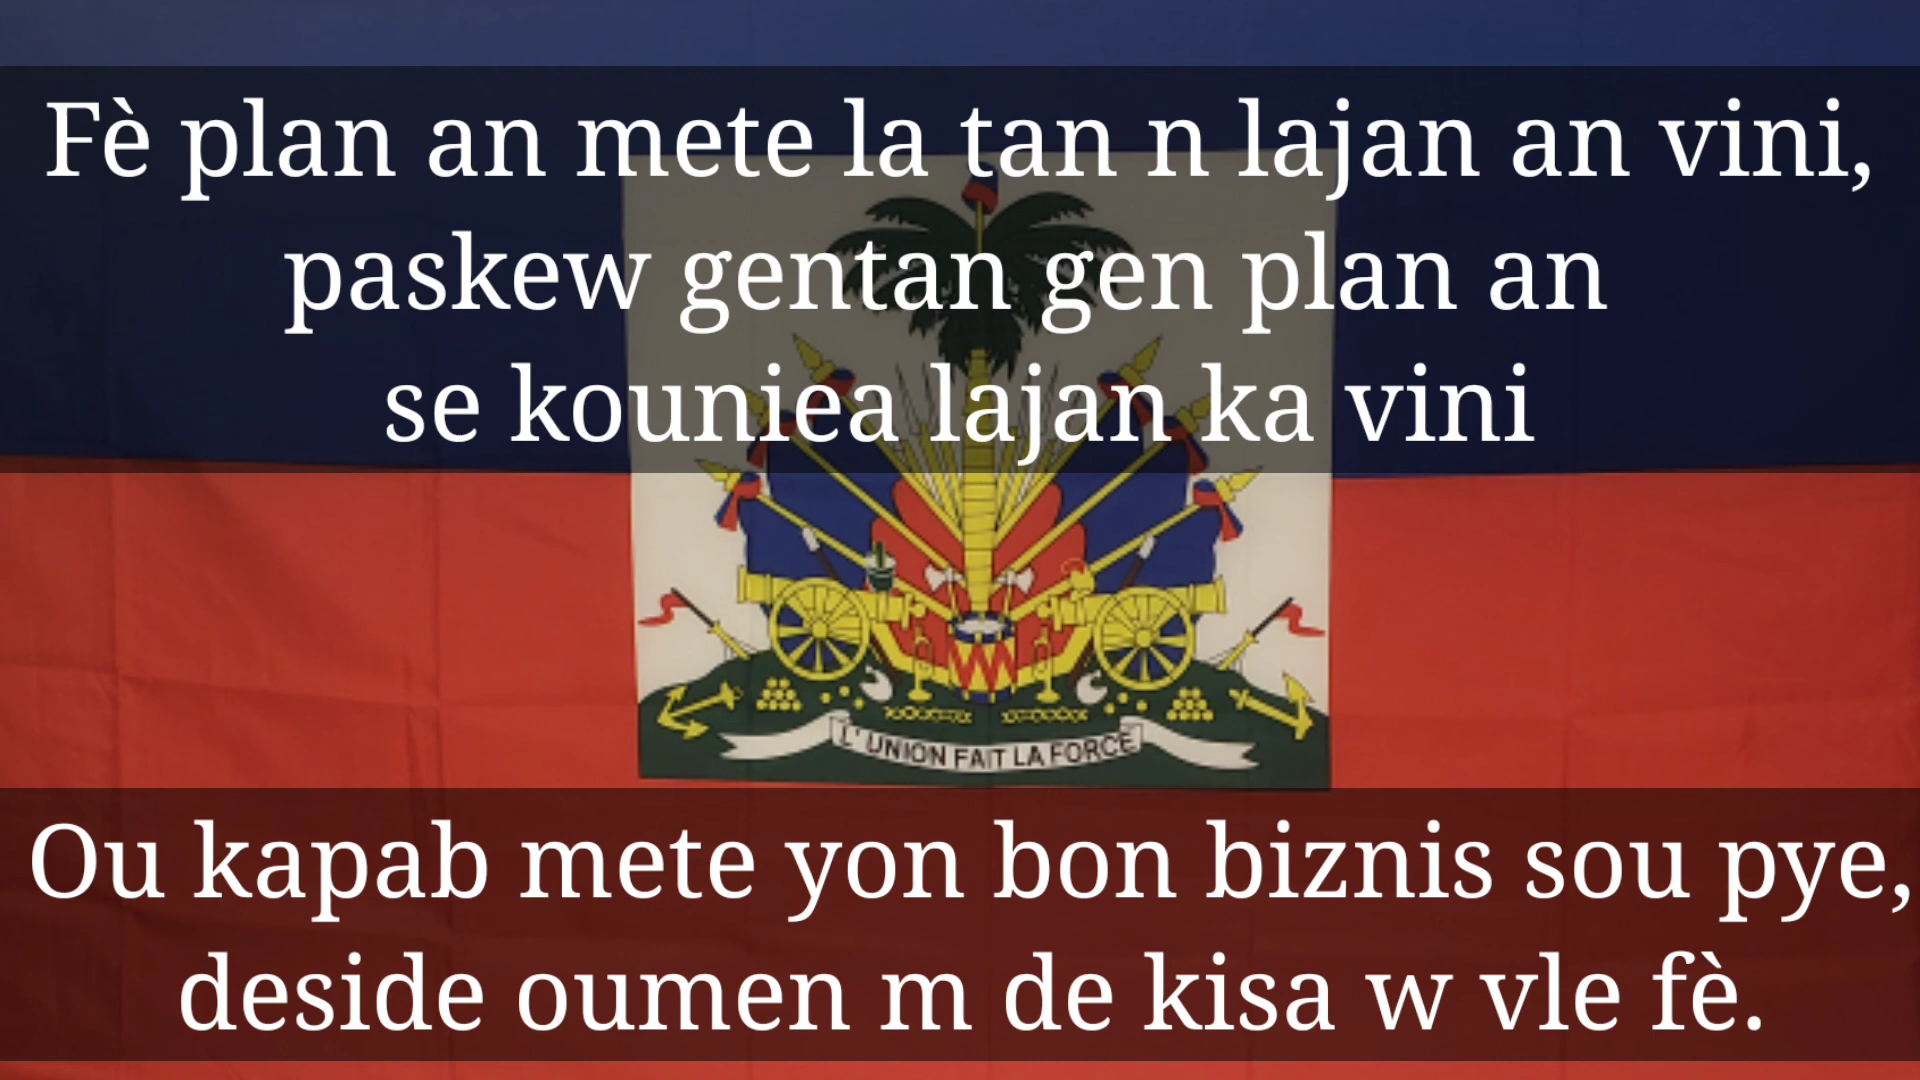 Fè plan an mete la tan n lajan an vini,
paskew gentan gen plan an
se kouniea lajan ka vini
L' UNION FAIT LA FORCE
Ou kapab mete yon bon biznis sou pye,
deside oumen m de kisa w vle fè.